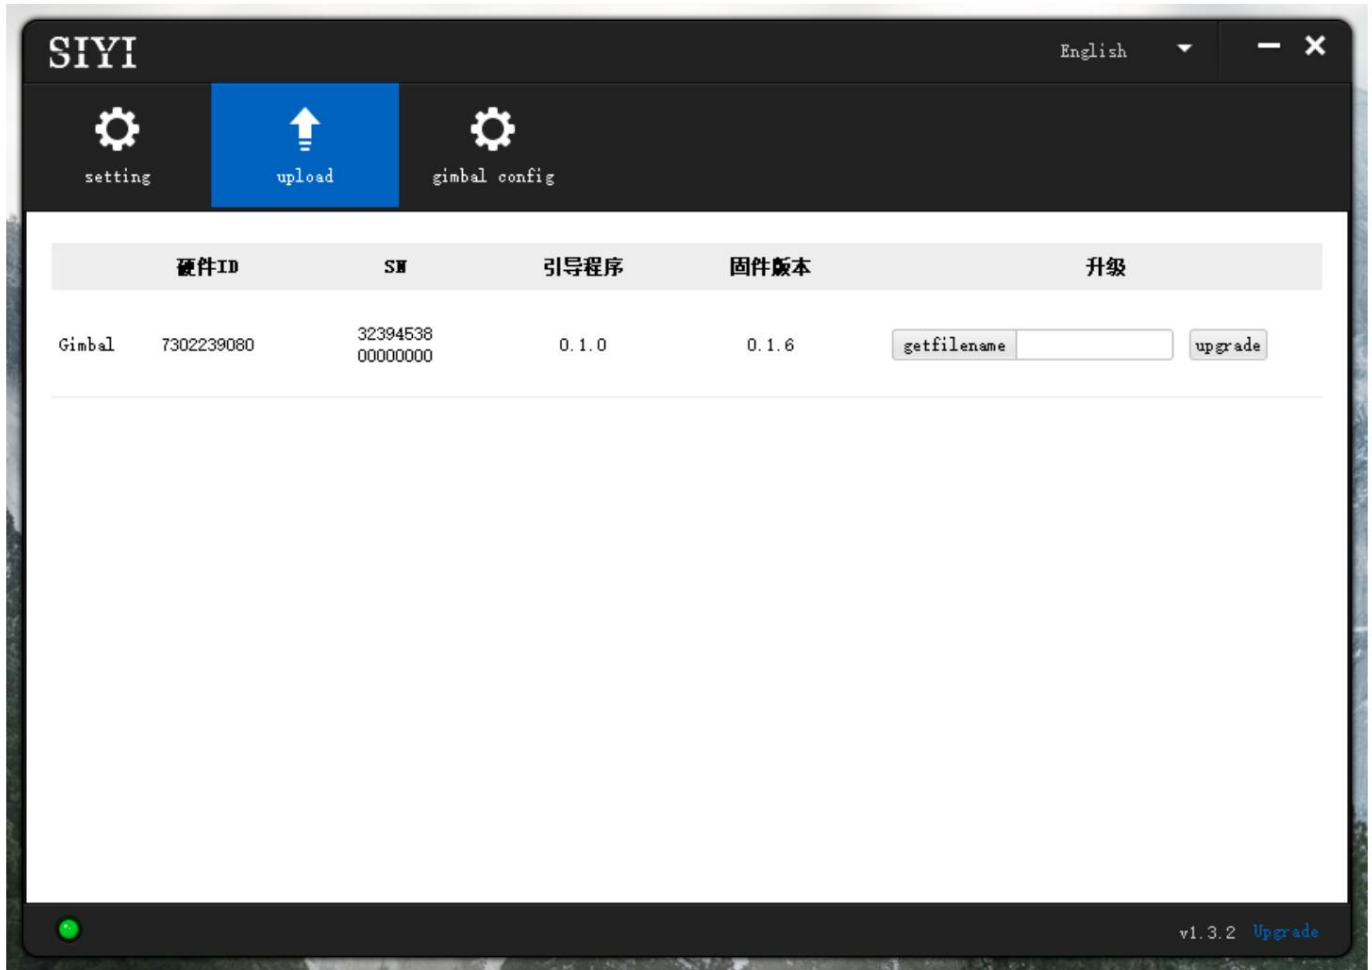 SIYI
English
setting
upload
gimbal config
硬件ID SN 引导程序 固件版本 升级
Gimbal 7302239080 32394538 0.1.0 0.1.6 getfilename upgrade
00000000
v1.3.2 Upgrade